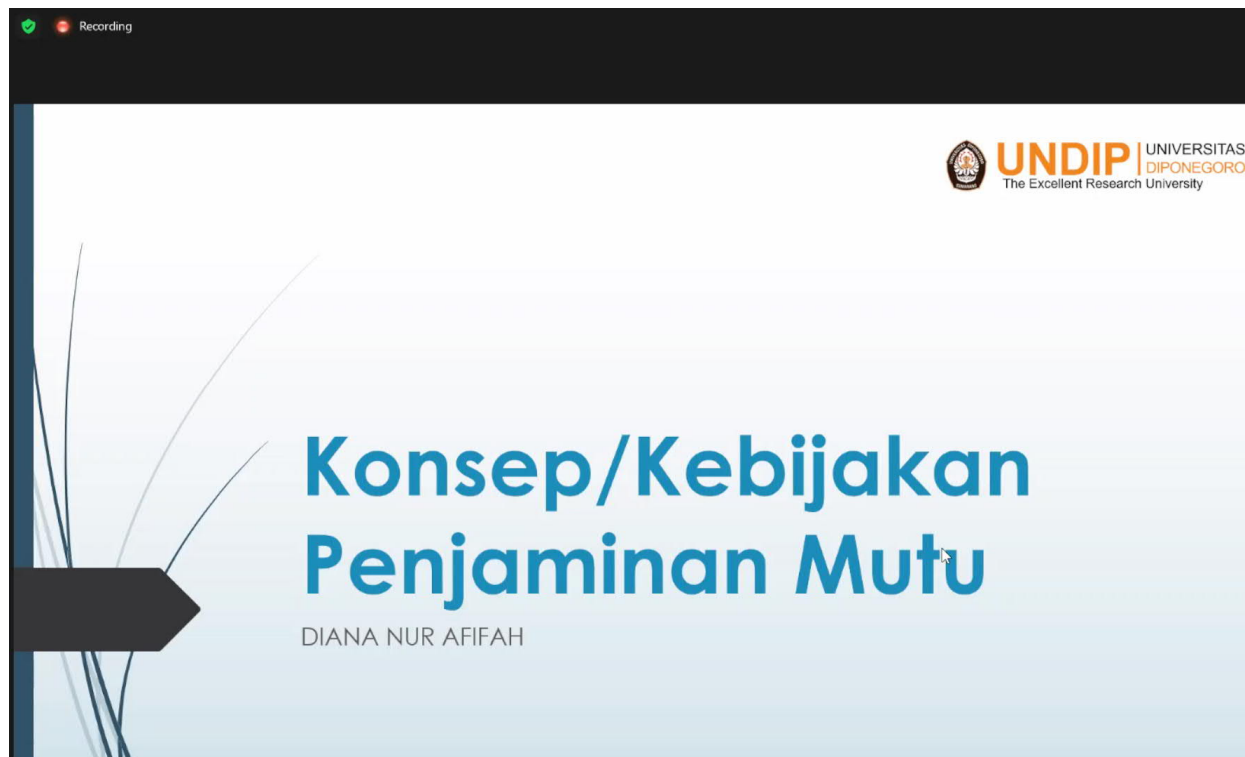 Recording
UNDIP
UNIVERSITAS
DIPONEGORO
The Excellent Research University
Konsep/Kebijakan
Penjaminan Mutu
DIANA NUR AFIFAH